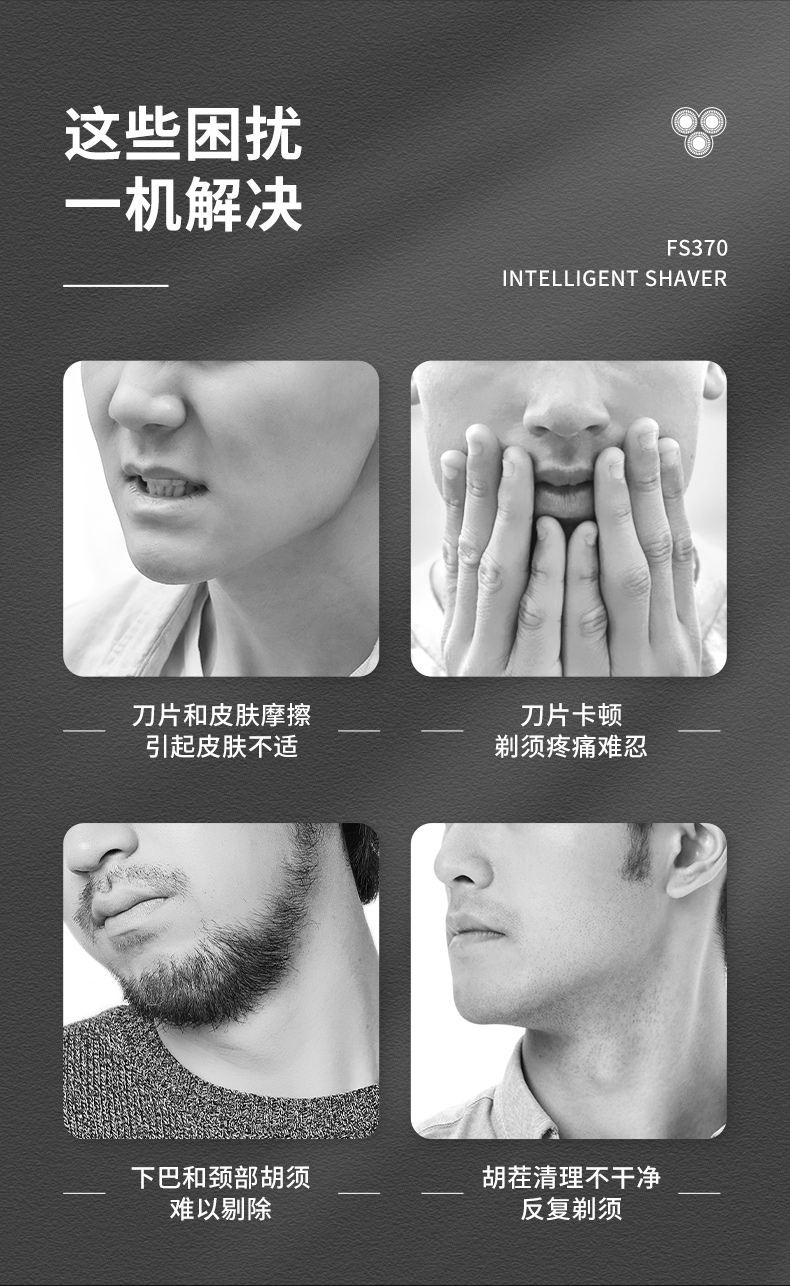 这些困扰
一机解决
FS370
INTELLIGENT SHAVER
刀片和皮肤摩擦
引起皮肤不适
刀片卡顿
剃须疼痛难忍
下巴和颈部胡须
难以剔除
胡茬清理不干净
反复剃须